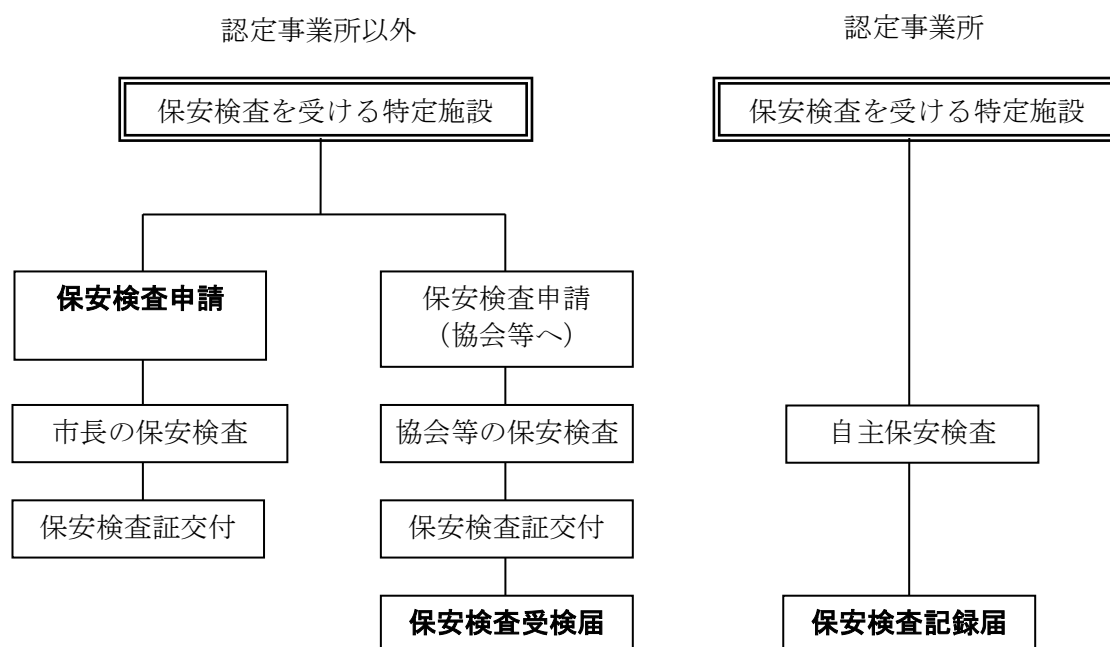 認定事業所以外
認定事業所
保安検査を受ける特定施設
保安検査を受ける特定施設
保安検査申請
保安検査申請
（協会等へ）
市長の保安検査
協会等の保安検査
自主保安検査
保安検査証交付
保安検査証交付
保安検査受検届
保安検査記録届